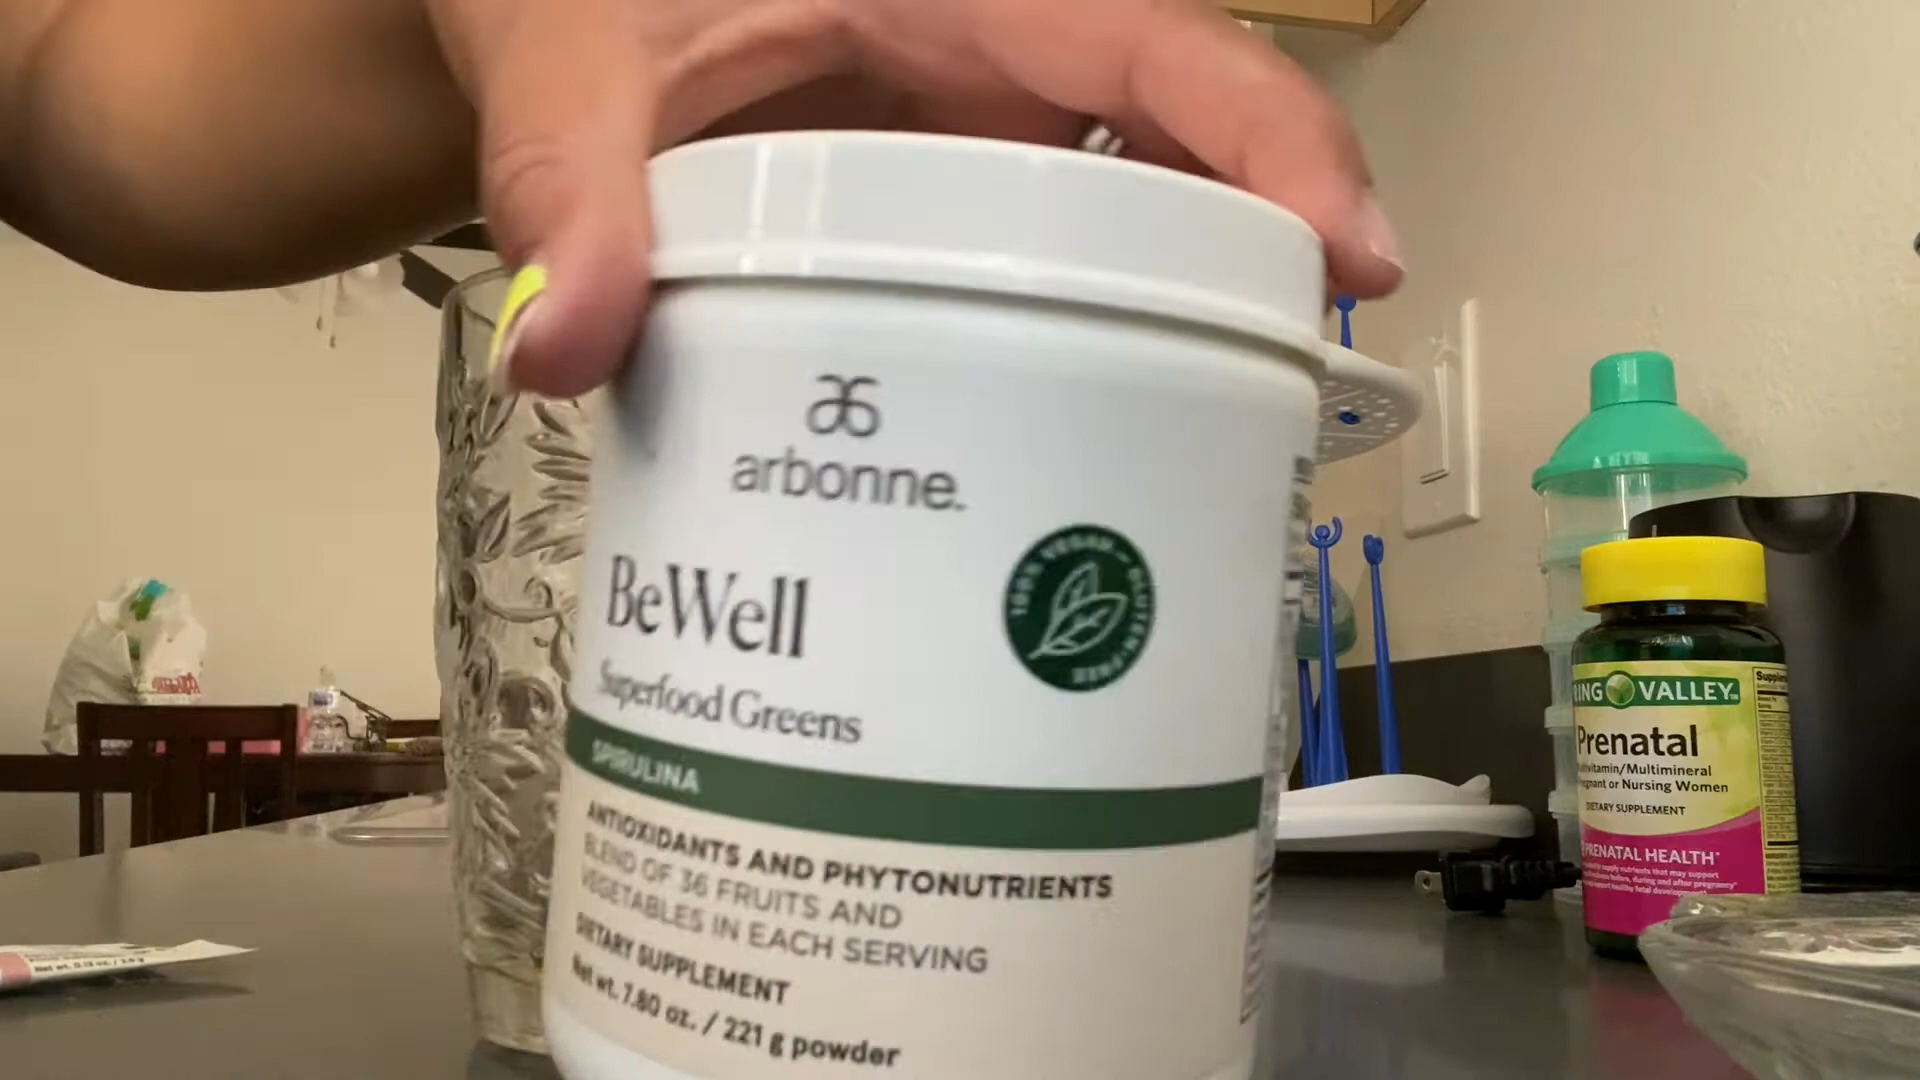 arbonne.
BeWell
Superfood Greens
100% VEGAN – GLUTEN-FREE
SPIRULINA
ANTIOXIDANTS AND PHYTONUTRIENTS
BLEND OF 36 FRUITS AND
VEGETABLES IN EACH SERVING
DIETARY SUPPLEMENT
Net wt. 7.80 oz. / 221 g powder
RING VALLEY
Prenatal
Multivitamin/Multimineral
Pregnant or Nursing Women
DIETARY SUPPLEMENT
PRENATAL HEALTH*